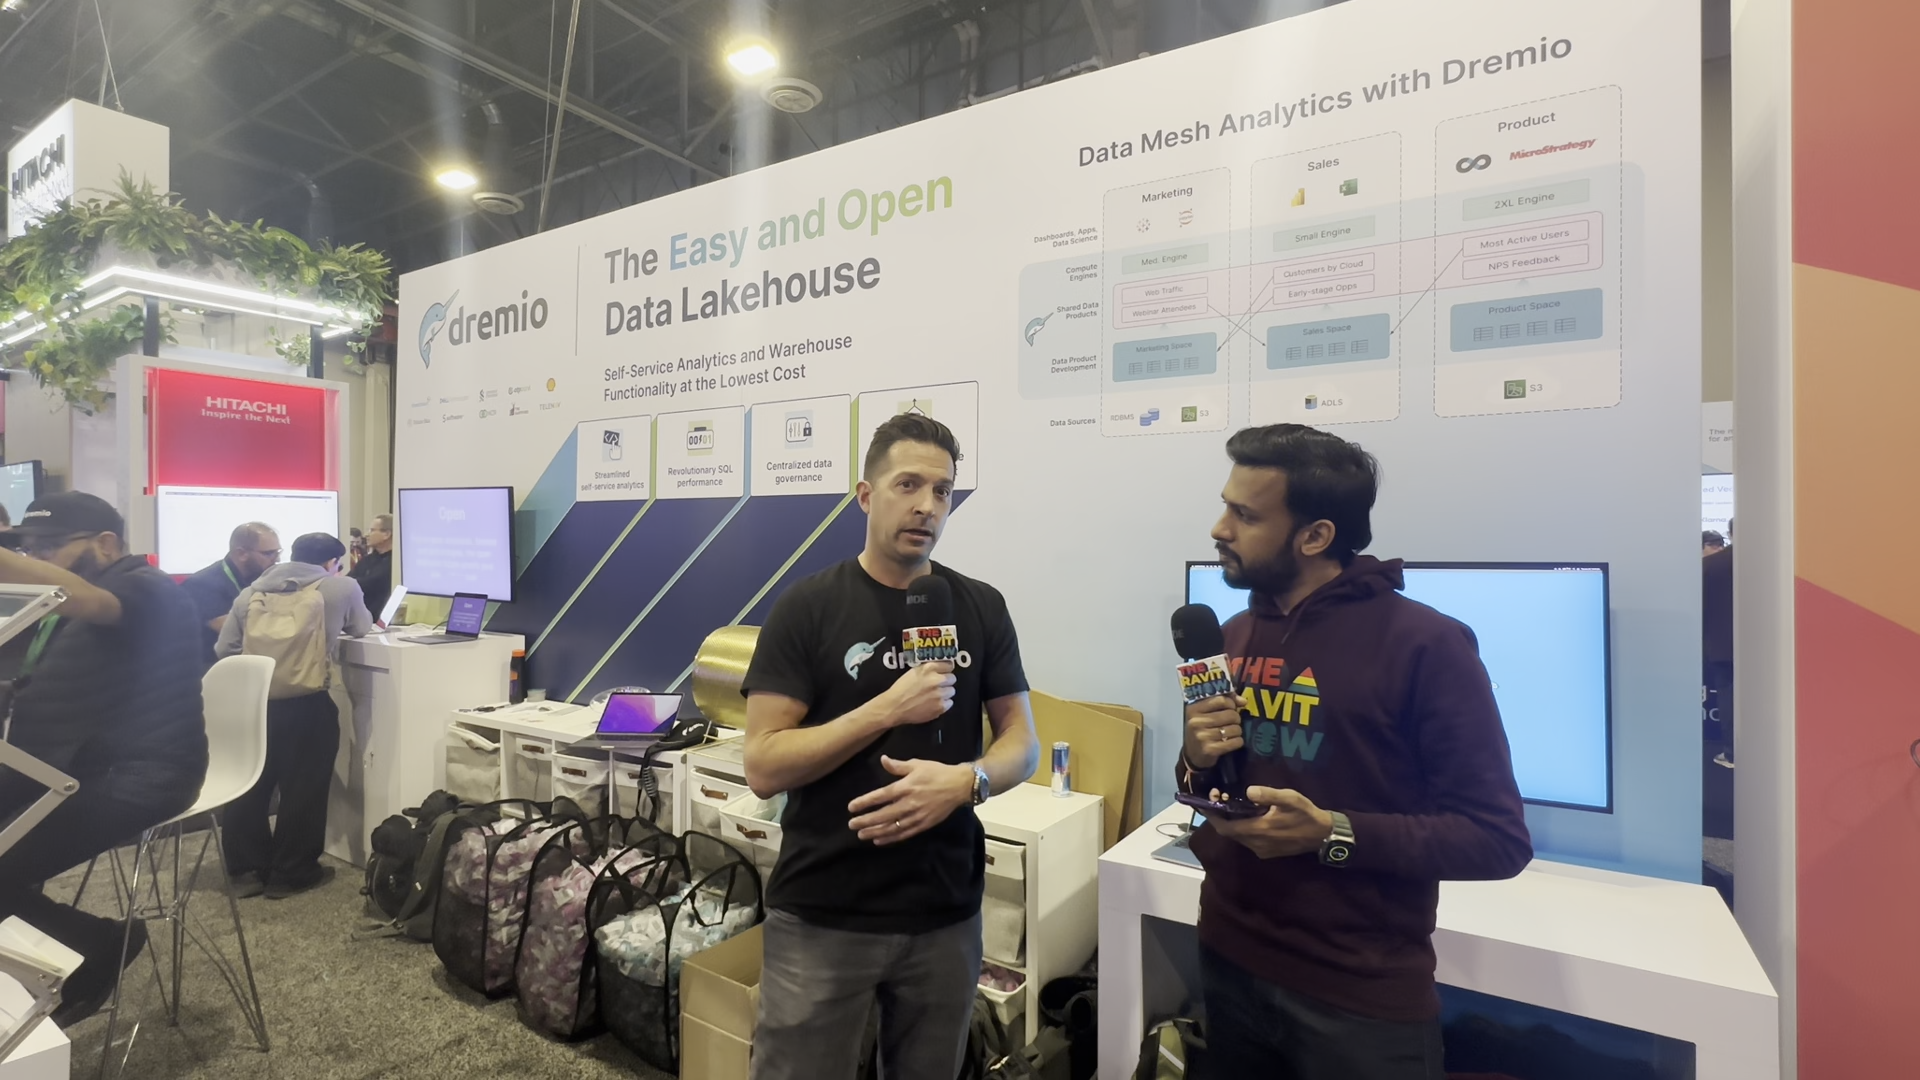 HITACHI
HITACHI
Inspire the Next
dremio
The Easy and Open
Data Lakehouse
Self-Service Analytics and Warehouse
Functionality at the Lowest Cost
Streamlined
self-service analytics
Revolutionary SQL
performance
Centralized data
governance
Open
Data Mesh Analytics with Dremio
Marketing
Sales
Product
MicroStrategy
Dashboards, Apps,
Data Science
Compute
Engines
Shared Data
Products
Data Product
Development
Data Sources
Med. Engine
Small Engine
2XL Engine
Web Traffic
Webinar Attendees
Customers by Cloud
Early-stage Opps
Most Active Users
NPS Feedback
Marketing Space
Sales Space
Product Space
RDBMS
S3
ADLS
S3
THE
RAVIT
SHOW
THE
RAVIT
SHOW
THE
RAVIT
SHOW